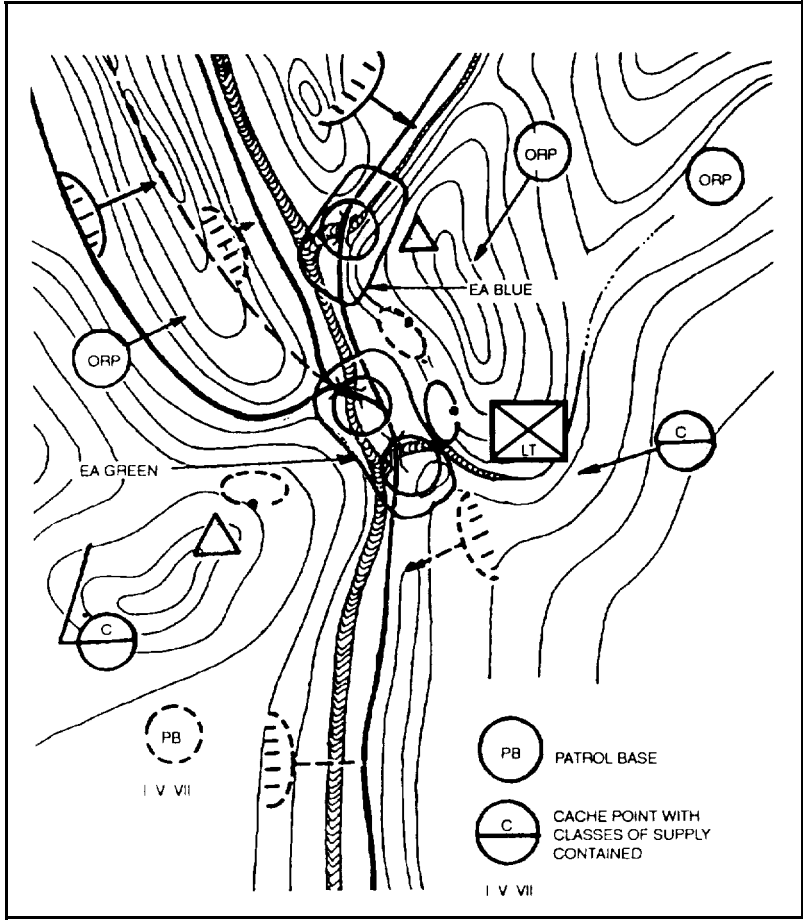 ORP
ORP
EA BLUE
ORP
LT
C
EA GREEN
C
PB
PB
PATROL BASE
I V VII
C
CACHE POINT WITH
CLASSES OF SUPPLY
CONTAINED
I V VII